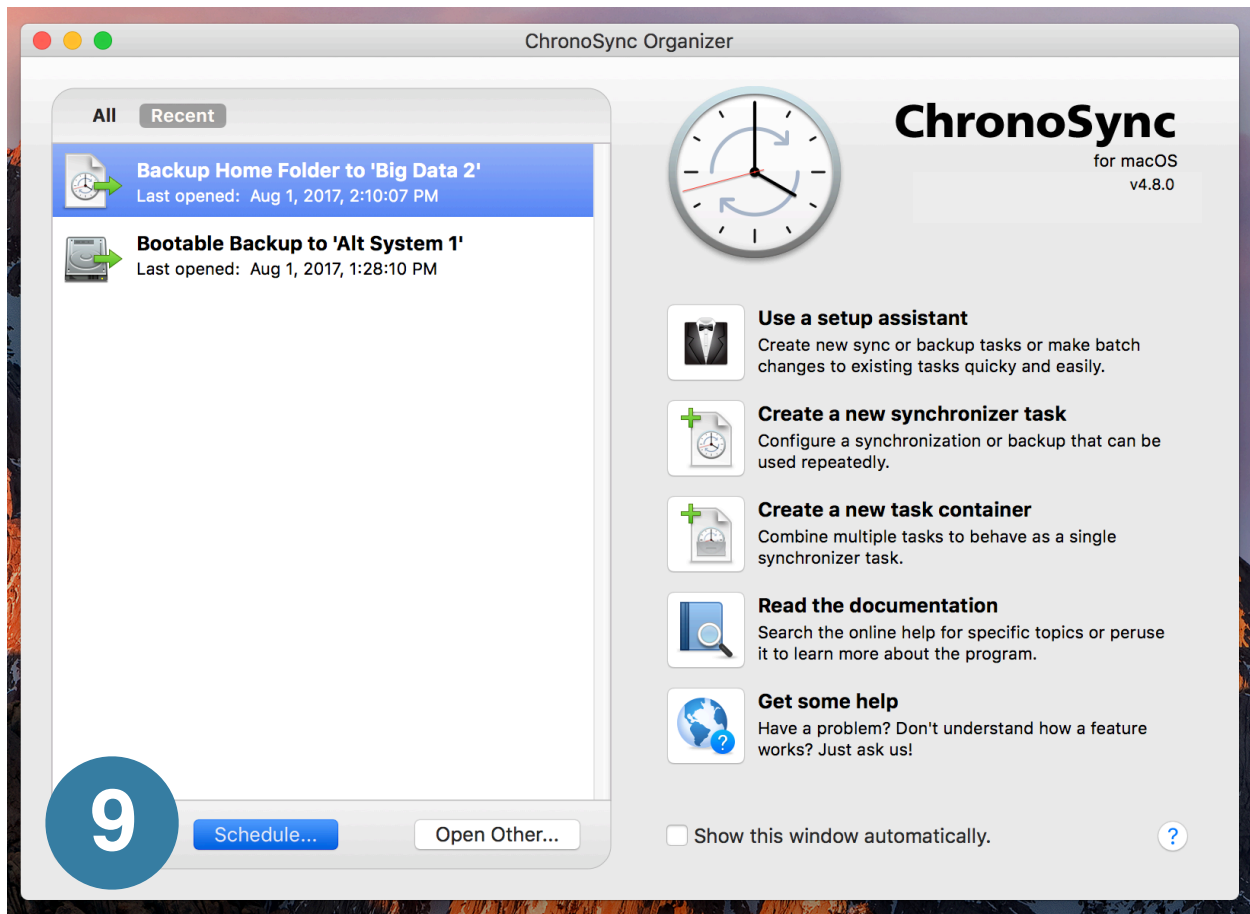 ChronoSync Organizer
All Recent
Backup Home Folder to 'Big Data 2'
Last opened: Aug 1, 2017, 2:10:07 PM
Bootable Backup to 'Alt System 1'
Last opened: Aug 1, 2017, 1:28:10 PM
9
Schedule...
Open Other...
ChronoSync
for macOS
v4.8.0
Use a setup assistant
Create new sync or backup tasks or make batch
changes to existing tasks quicky and easily.
Create a new synchronizer task
Configure a synchronization or backup that can be
used repeatedly.
Create a new task container
Combine multiple tasks to behave as a single
synchronizer task.
Read the documentation
Search the online help for specific topics or peruse
it to learn more about the program.
?
Get some help
Have a problem? Don't understand how a feature
works? Just ask us!
Show this window automatically.
?